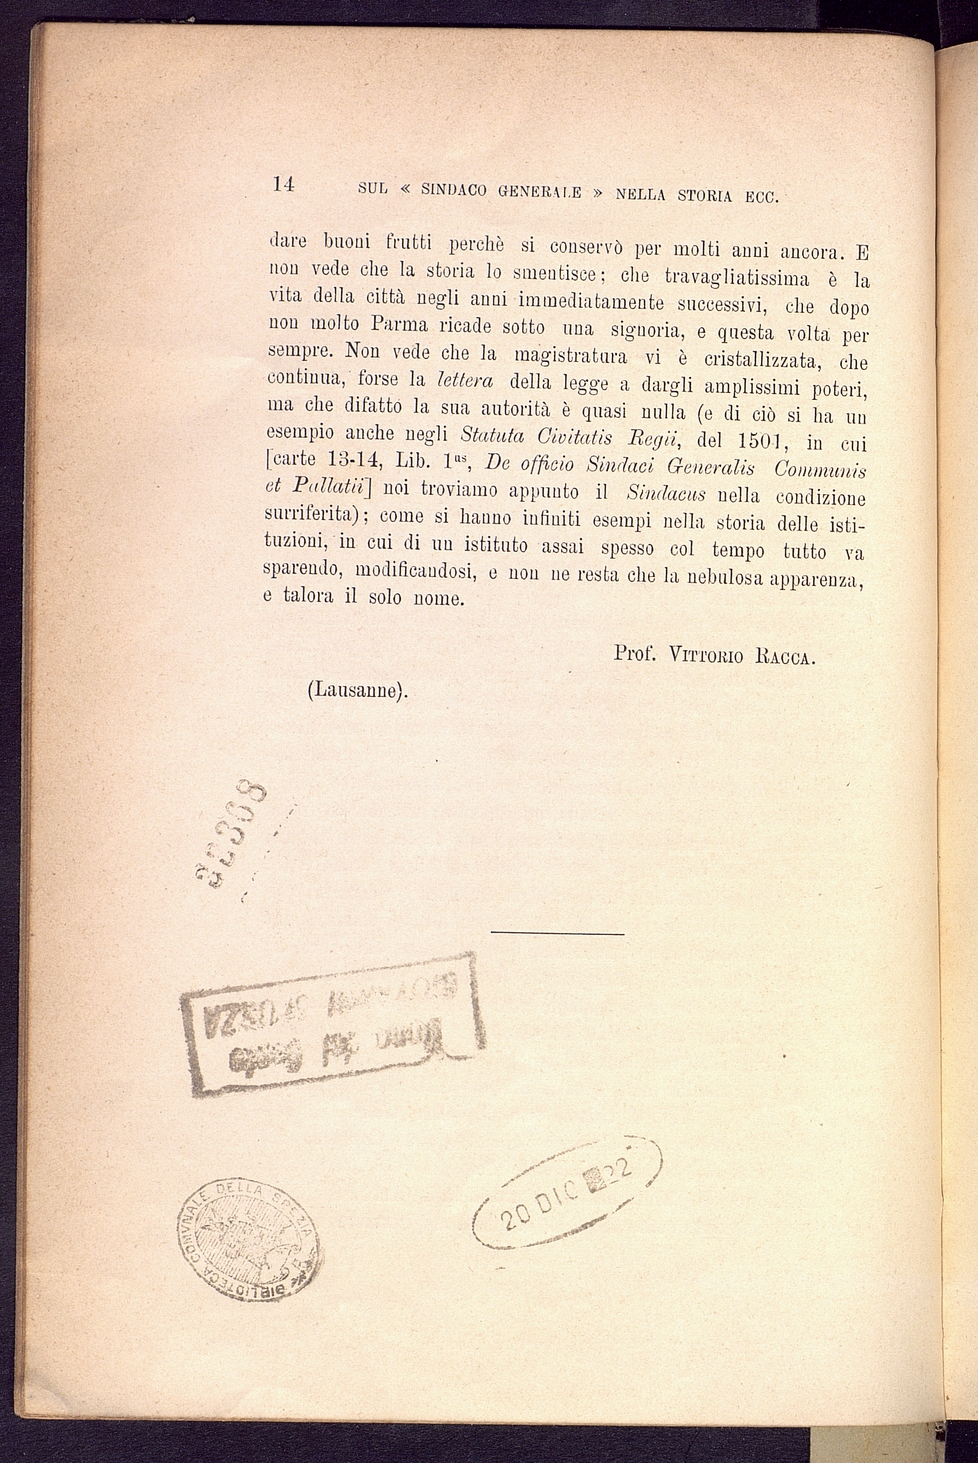 14 SUL « SINDACO GENERALE » NELLA STORIA ECC.
dare buoni frutti perchè si conservò per molti anni ancora. E
non vede che la storia lo smentisce; che travagliatissima è la
vita della città negli anni immediatamente successivi, che dopo
non molto Parma ricade sotto una signoria, e questa volta per
sempre. Non vede che la magistratura vi è cristallizzata, che
continua, forse la lettera della legge a dargli amplissimi poteri,
ma che difatto la sua autorità è quasi nulla (e di ciò si ha un
esempio anche negli Statuta Civitatis Regii, del 1501, in cui
[carte 13-14, Lib. 1us, De officio Sindaci Generalis Communis
et Pallatii] noi troviamo appunto il Sindacus nella condizione
surriferita); come si hanno infiniti esempi nella storia delle isti-
tuzioni, in cui di un istituto assai spesso col tempo tutto va
sparendo, modificandosi, e non ne resta che la nebulosa apparenza,
e talora il solo nome.
Prof. VITTORIO RACCA.
(Lausanne).
GIOVANNI SFORZA
20 DIC 22
BIBLIOTECA COMVNALE DELLA SPEZIA